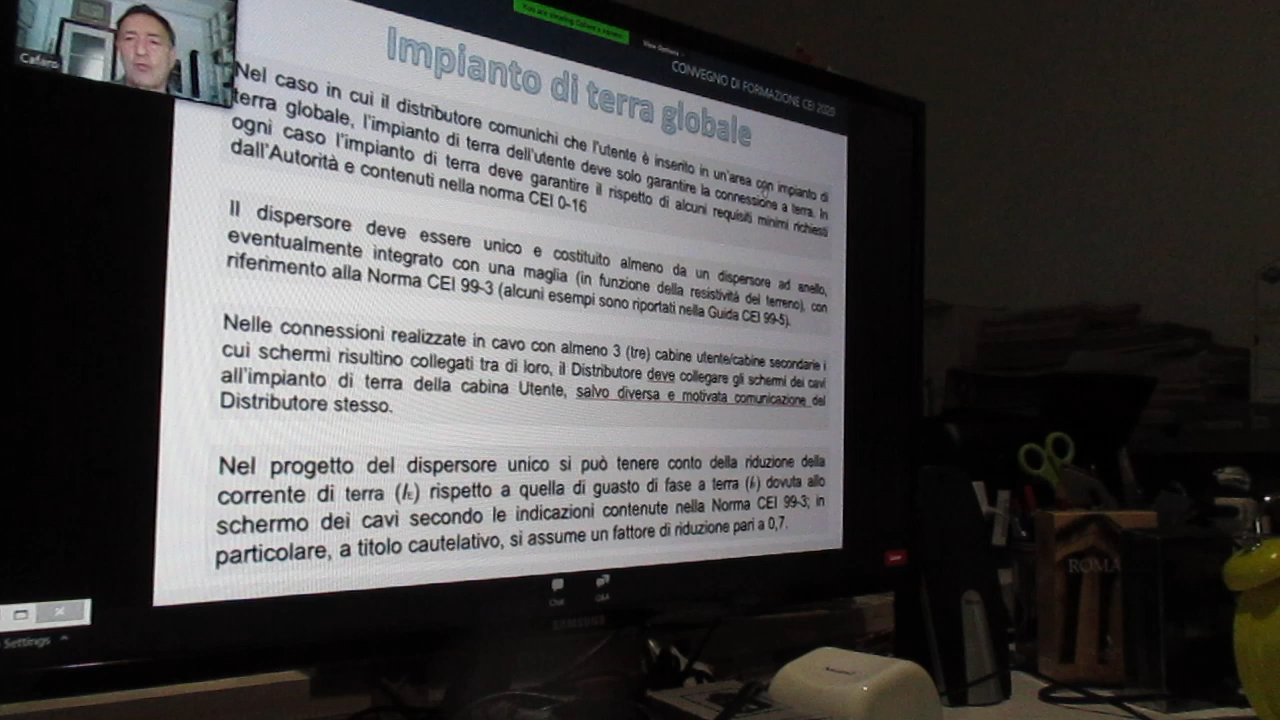 You are viewing Cafaro's screen
View Options
CONVEGNO DI FORMAZIONE CEI 2020
Cafaro
Impianto di terra globale
Nel caso in cui il distributore comunichi che l'utente è inserito in un'area con impianto di
terra globale, l'impianto di terra dell'utente deve solo garantire la connessione a terra. In
ogni caso l'impianto di terra deve garantire il rispetto di alcuni requisiti minimi richiesti
dall'Autorità e contenuti nella norma CEI 0-16
Il dispersore deve essere unico e costituito almeno da un dispersore ad anello,
eventualmente integrato con una maglia (in funzione della resistività del terreno), con
riferimento alla Norma CEI 99-3 (alcuni esempi sono riportati nella Guida CEI 99-5).
Nelle connessioni realizzate in cavo con almeno 3 (tre) cabine utente/cabine secondarie i
cui schermi risultino collegati tra di loro, il Distributore deve collegare gli schermi dei cavi
all'impianto di terra della cabina Utente, salvo diversa e motivata comunicazione del
Distributore stesso.
Nel progetto del dispersore unico si può tenere conto della riduzione della
corrente di terra (IE) rispetto a quella di guasto di fase a terra (IF) dovuta allo
schermo dei cavi secondo le indicazioni contenute nella Norma CEI 99-3; in
particolare, a titolo cautelativo, si assume un fattore di riduzione pari a 0,7.
Chat
Q&A
Settings
SAMSUNG
ROMA